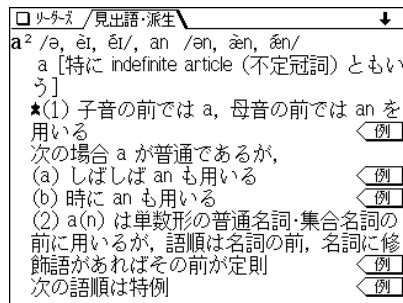 リーダーズ 見出語・派生
a² /ə, èɪ, éɪ/, an /ən, æ̀n, ǽn/
a [特に indefinite article (不定冠詞) ともい
う]
★(1) 子音の前では a, 母音の前では an を
用いる 例
次の場合 a が普通であるが,
(a) しばしば an も用いる 例
(b) 時に an も用いる 例
(2) a(n) は単数形の普通名詞・集合名詞の
前に用いるが, 語順は名詞の前, 名詞に修
飾語があればその前が定則 例
次の語順は特例 例